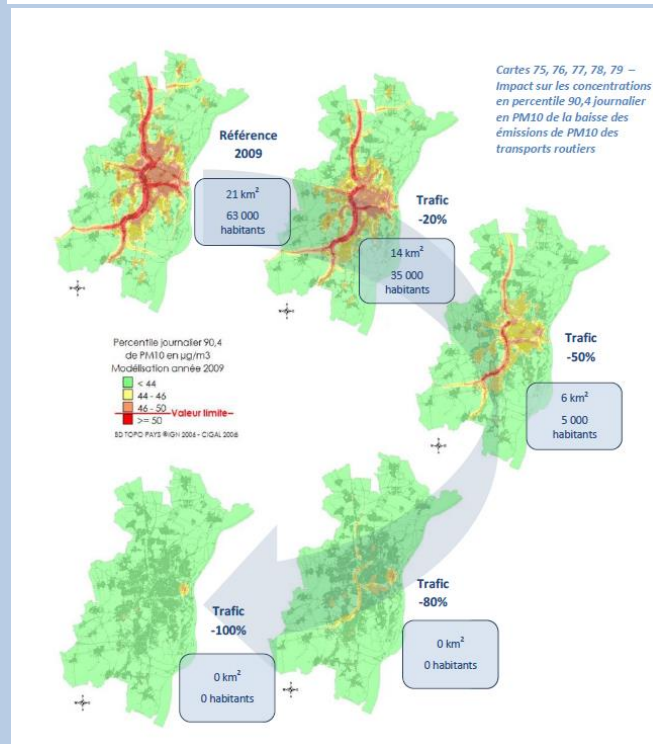 Cartes 75, 76, 77, 78, 79 –
Impact sur les concentrations
en percentile 90,4 journalier
en PM10 de la baisse des
émissions de PM10 des
transports routiers
Référence
2009
21 km²
63 000
habitants
Trafic
-20%
14 km²
35 000
habitants
Trafic
-50%
6 km²
5 000
habitants
Percentile journalier 90,4
de PM10 en µg/m3
Modélisation année 2009
< 44
44 - 46
46 - 50
Valeur limite
>= 50
BD TOPO PAYS ®IGN 2006 - CIGAL 2006
Trafic
-80%
0 km²
0 habitants
Trafic
-100%
0 km²
0 habitants